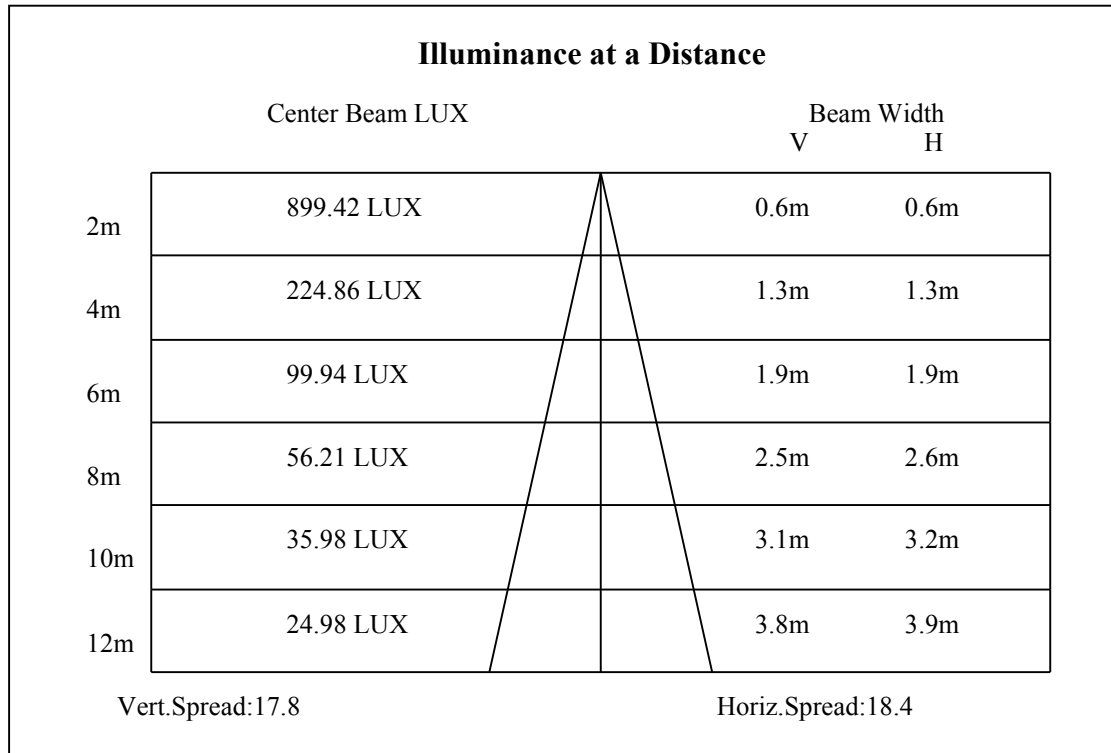 Illuminance at a Distance
Center Beam LUX Beam Width
V H
2m 899.42 LUX 0.6m 0.6m
4m 224.86 LUX 1.3m 1.3m
6m 99.94 LUX 1.9m 1.9m
8m 56.21 LUX 2.5m 2.6m
10m 35.98 LUX 3.1m 3.2m
12m 24.98 LUX 3.8m 3.9m
Vert.Spread:17.8 Horiz.Spread:18.4